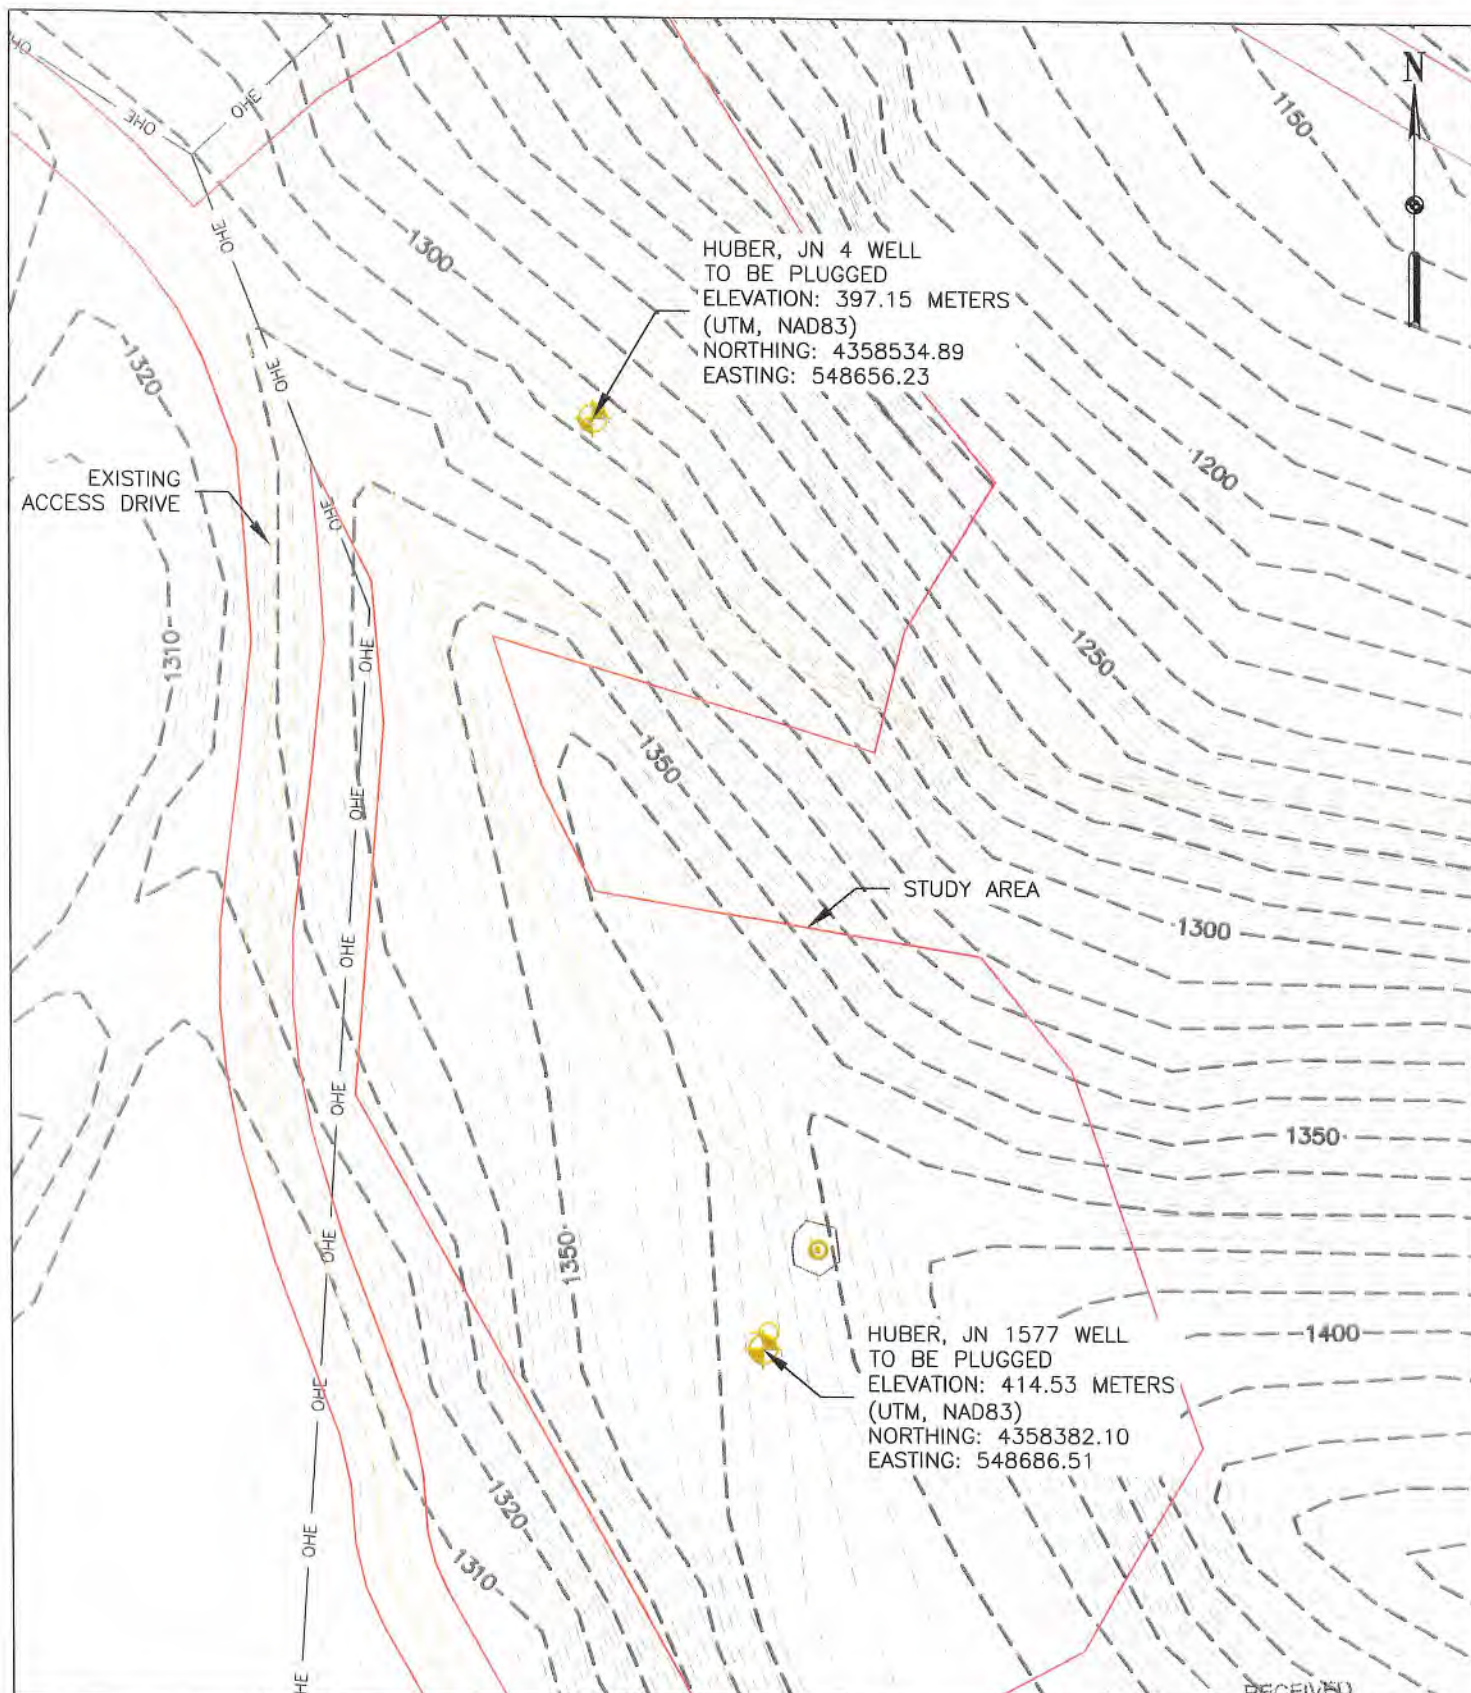 N
OHE
OHE
OHE
1150
OHE
1300
HUBER, JN 4 WELL
TO BE PLUGGED
ELEVATION: 397.15 METERS
(UTM, NAD83)
NORTHING: 4358534.89
EASTING: 548656.23
OHE
1320
EXISTING
ACCESS DRIVE
1200
OHE
1310
OHE
1250
1350
OHE
STUDY AREA
1300
OHE
OHE
1350
OHE
1350
HUBER, JN 1577 WELL
TO BE PLUGGED
ELEVATION: 414.53 METERS
(UTM, NAD83)
NORTHING: 4358382.10
EASTING: 548686.51
1400
OHE
1320
OHE
1310
RECEIVED